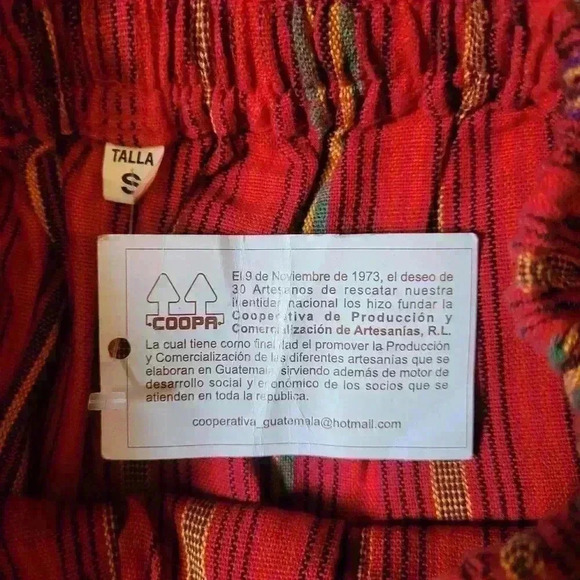 TALLA
S
COOPA
El 9 de Noviembre de 1973, el deseo de
30 Artesanos de rescatar nuestra
identidad nacional los hizo fundar la
Cooperativa de Producción y
Comercialización de Artesanías, R.L.
La cual tiene como finalidad el promover la Producción
y Comercialización de las diferentes artesanías que se
elaboran en Guatemala, sirviendo además de motor de
desarrollo social y económico de los socios que se
atienden en toda la republica.
cooperativa_guatemala@hotmail.com